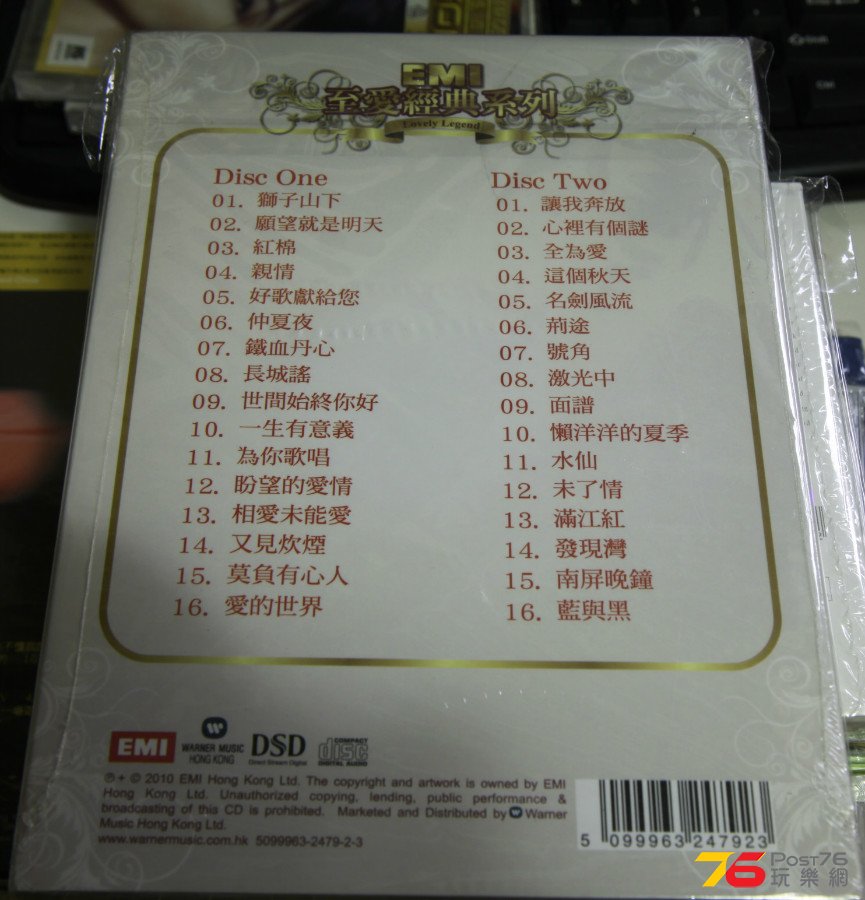 EMI
至愛經典系列
Lovely Legend
Disc One
01. 獅子山下
02. 願望就是明天
03. 紅棉
04. 親情
05. 好歌獻給您
06. 仲夏夜
07. 鐵血丹心
08. 長城謠
09. 世間始終你好
10. 一生有意義
11. 為你歌唱
12. 盼望的愛情
13. 相愛未能愛
14. 又見炊煙
15. 莫負有心人
16. 愛的世界
Disc Two
01. 讓我奔放
02. 心裡有個謎
03. 全為愛
04. 這個秋天
05. 名劍風流
06. 荊途
07. 號角
08. 激光中
09. 面譜
10. 懶洋洋的夏季
11. 水仙
12. 未了情
13. 滿江紅
14. 發現灣
15. 南屏晚鐘
16. 藍與黑
EMI
WARNER MUSIC
HONG KONG
DSD
Direct Stream Digital
COMPACT
disc
DIGITAL AUDIO
℗ + © 2010 EMI Hong Kong Ltd. The copyright and artwork is owned by EMI
Hong Kong Ltd. Unauthorized copying, lending, public performance &
broadcasting of this CD is prohibited. Marketed and Distributed by Warner
Music Hong Kong Ltd.
www.warnermusic.com.hk 5099963-2479-2-3
5 099963 247923
76 Post76
玩樂網